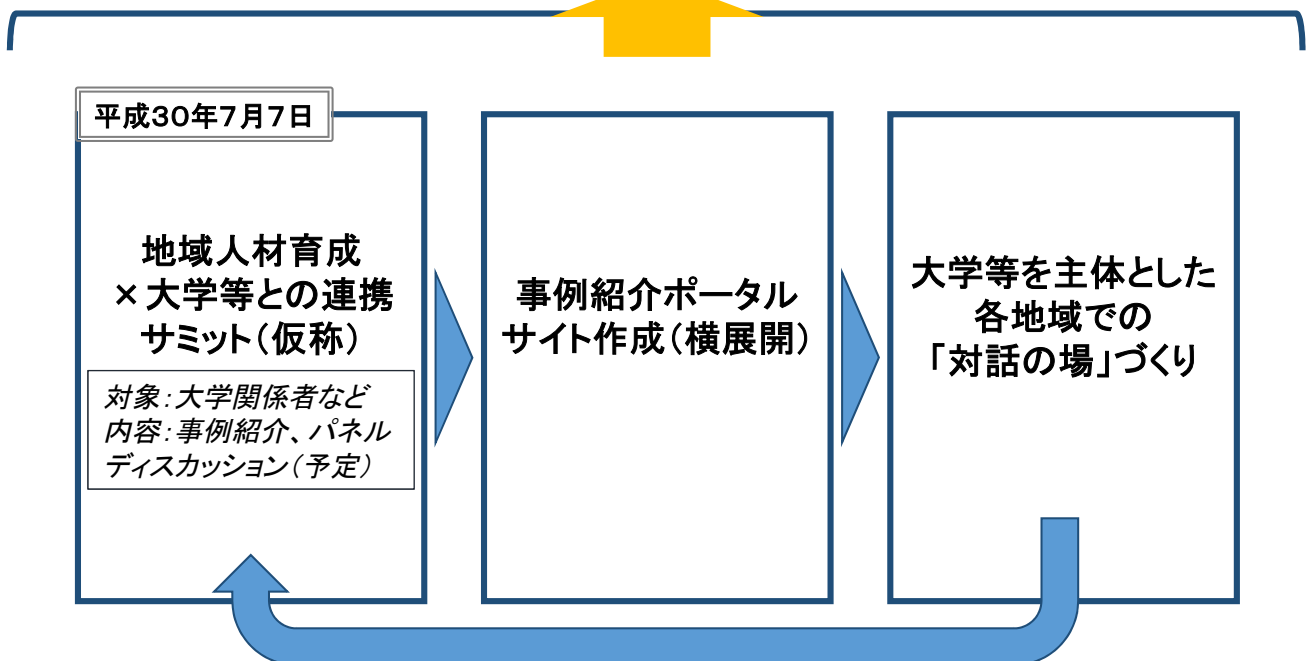 平成30年7月7日
地域人材育成
×大学等との連携
サミット（仮称）
対象：大学関係者など
内容：事例紹介、パネル
ディスカッション（予定）
事例紹介ポータル
サイト作成（横展開）
大学等を主体とした
各地域での
「対話の場」づくり